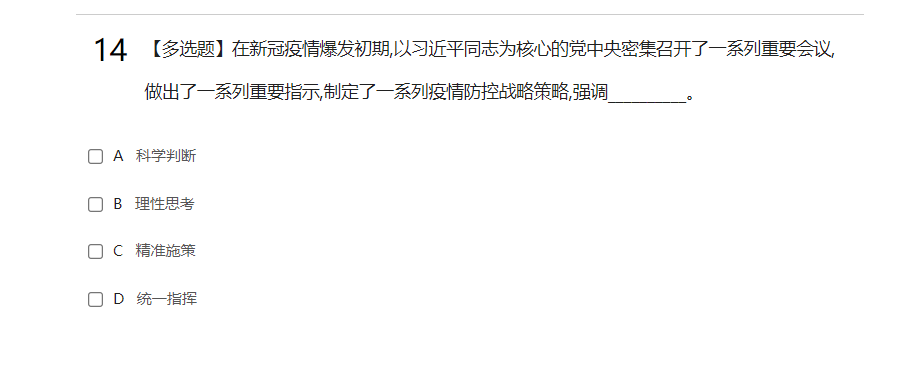 14 【多选题】在新冠疫情爆发初期,以习近平同志为核心的党中央密集召开了一系列重要会议,
做出了一系列重要指示,制定了一系列疫情防控战略策略,强调__________。
A 科学判断
B 理性思考
C 精准施策
D 统一指挥